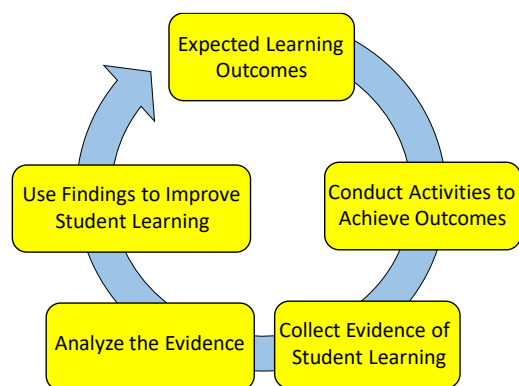 Expected Learning
Outcomes
Conduct Activities to
Achieve Outcomes
Collect Evidence of
Student Learning
Analyze the Evidence
Use Findings to Improve
Student Learning